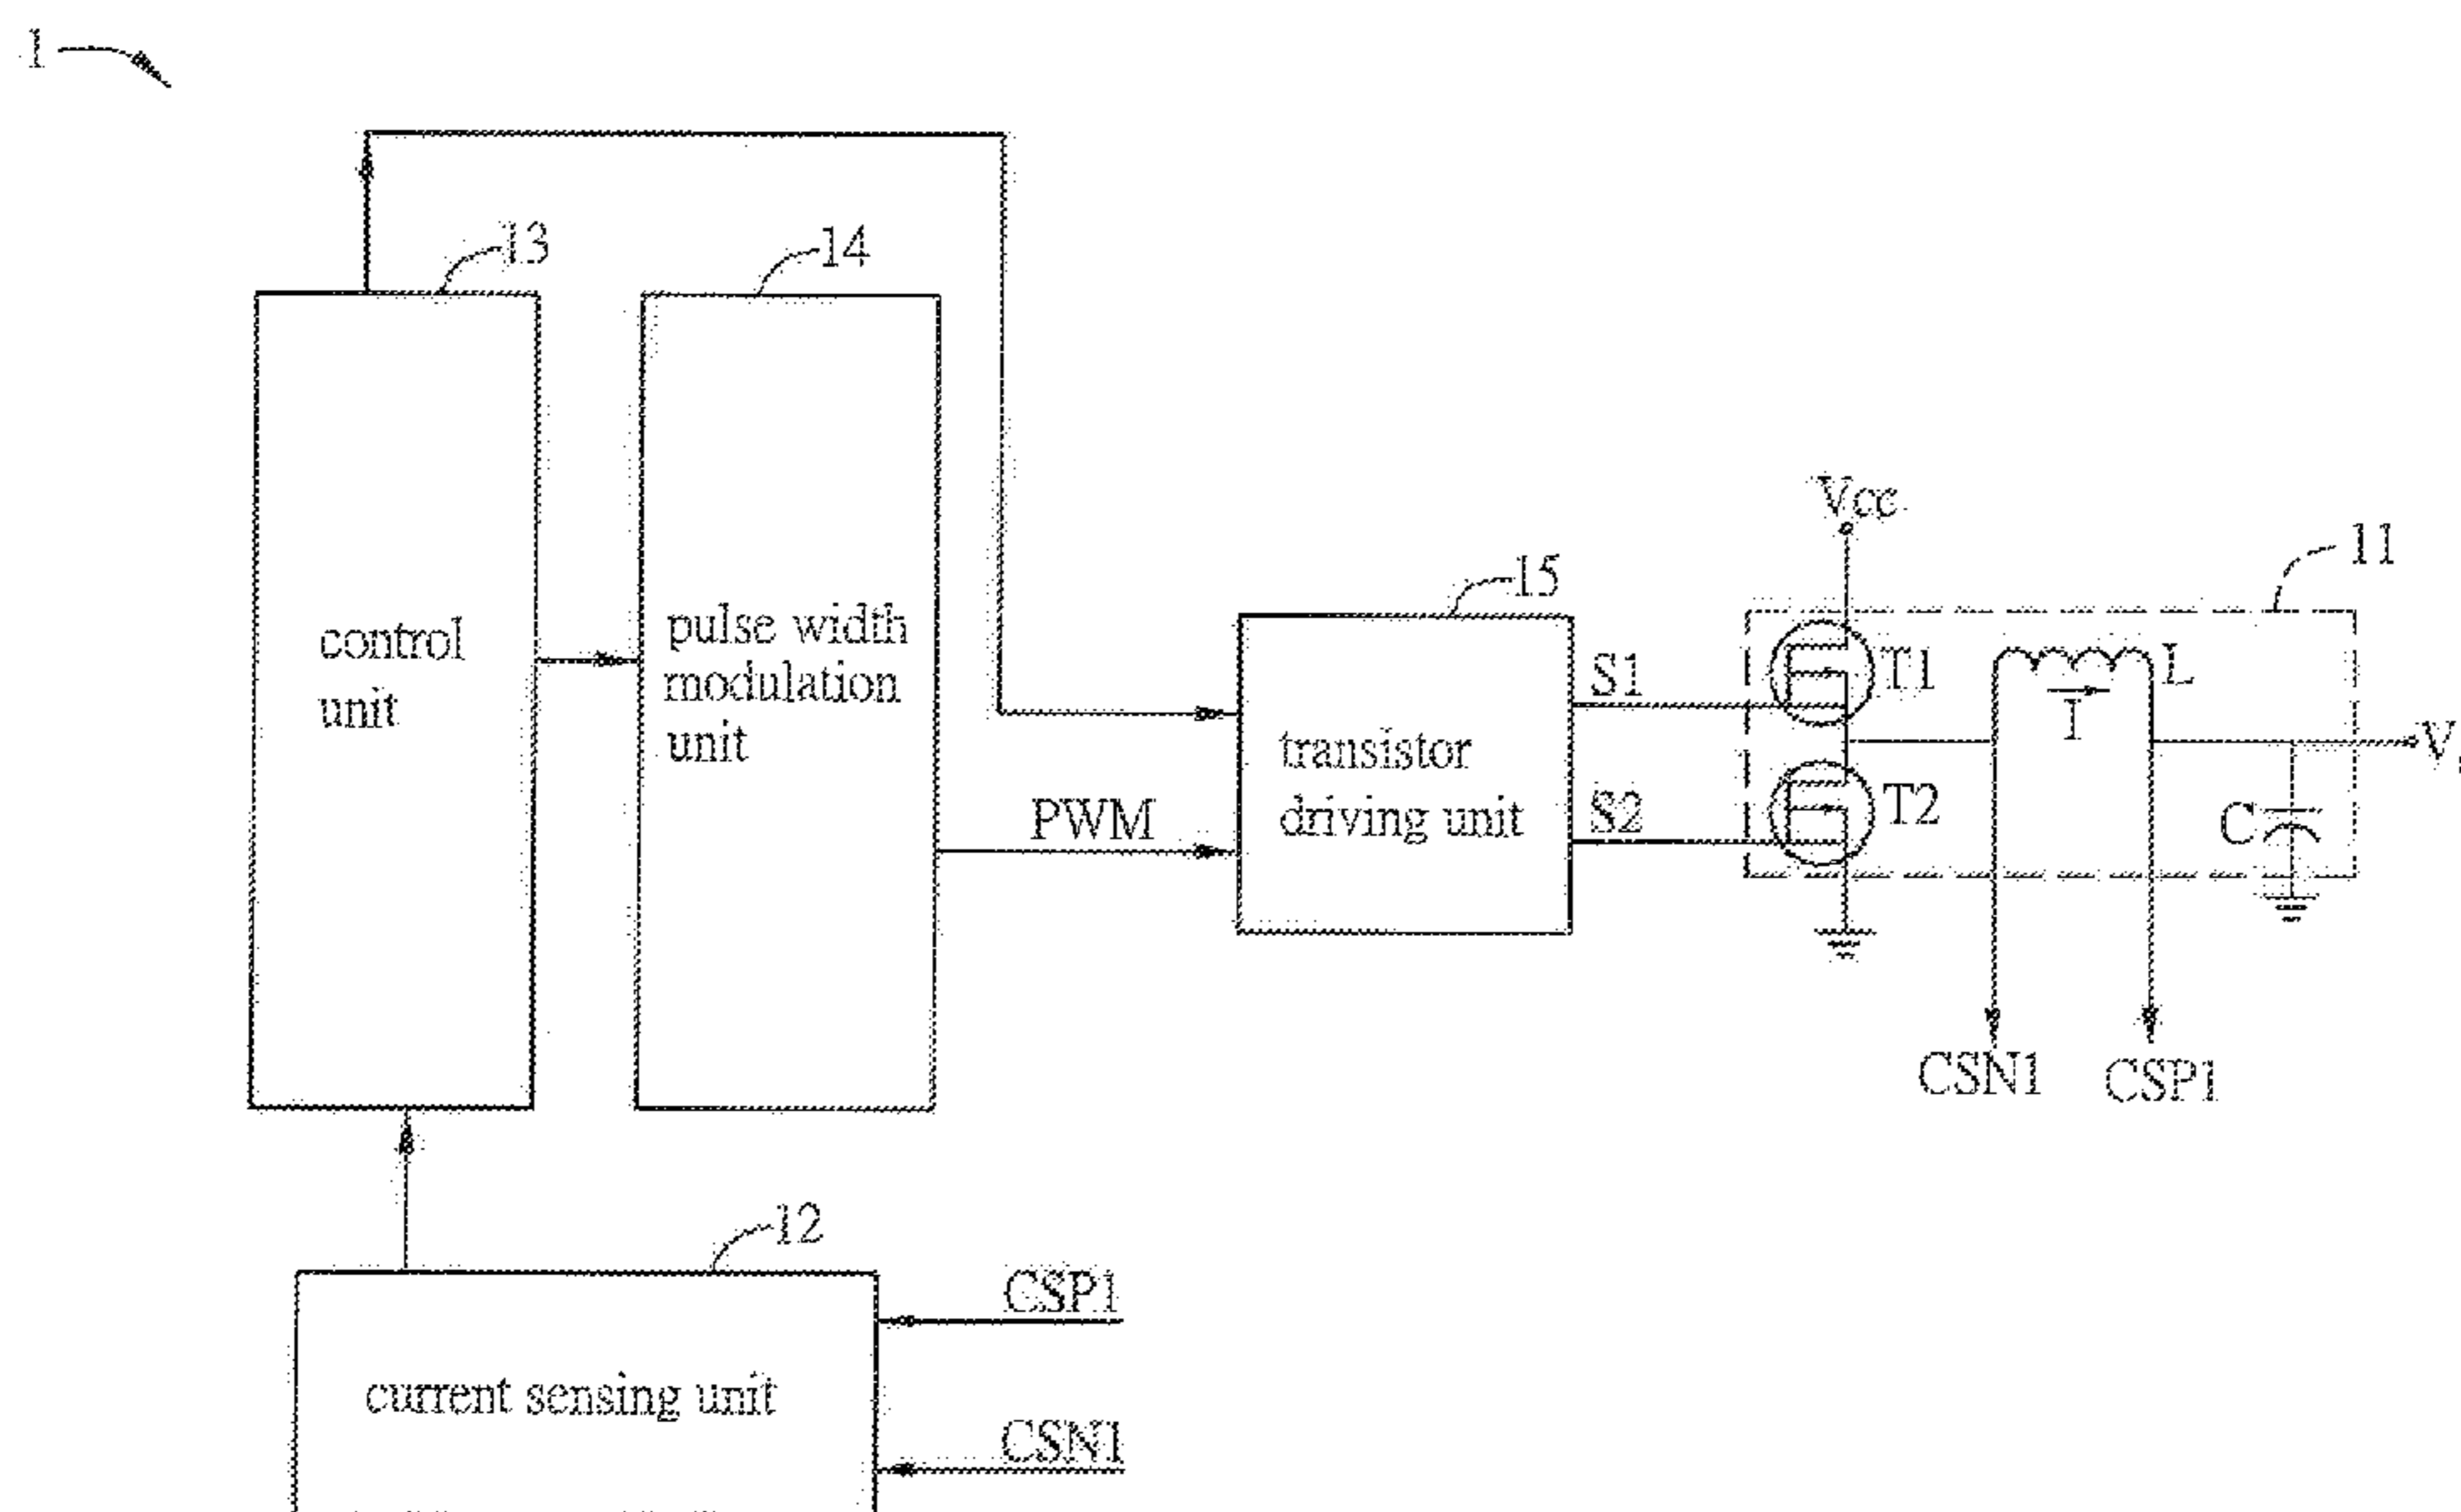 1
13
14
control
unit
pulse width
modulation
unit
PWM
15
transistor
driving unit
S1
S2
Vcc
11
T1
T2
L
I
C
CSN1
CSP1
12
current sensing unit
CSP1
CSN1